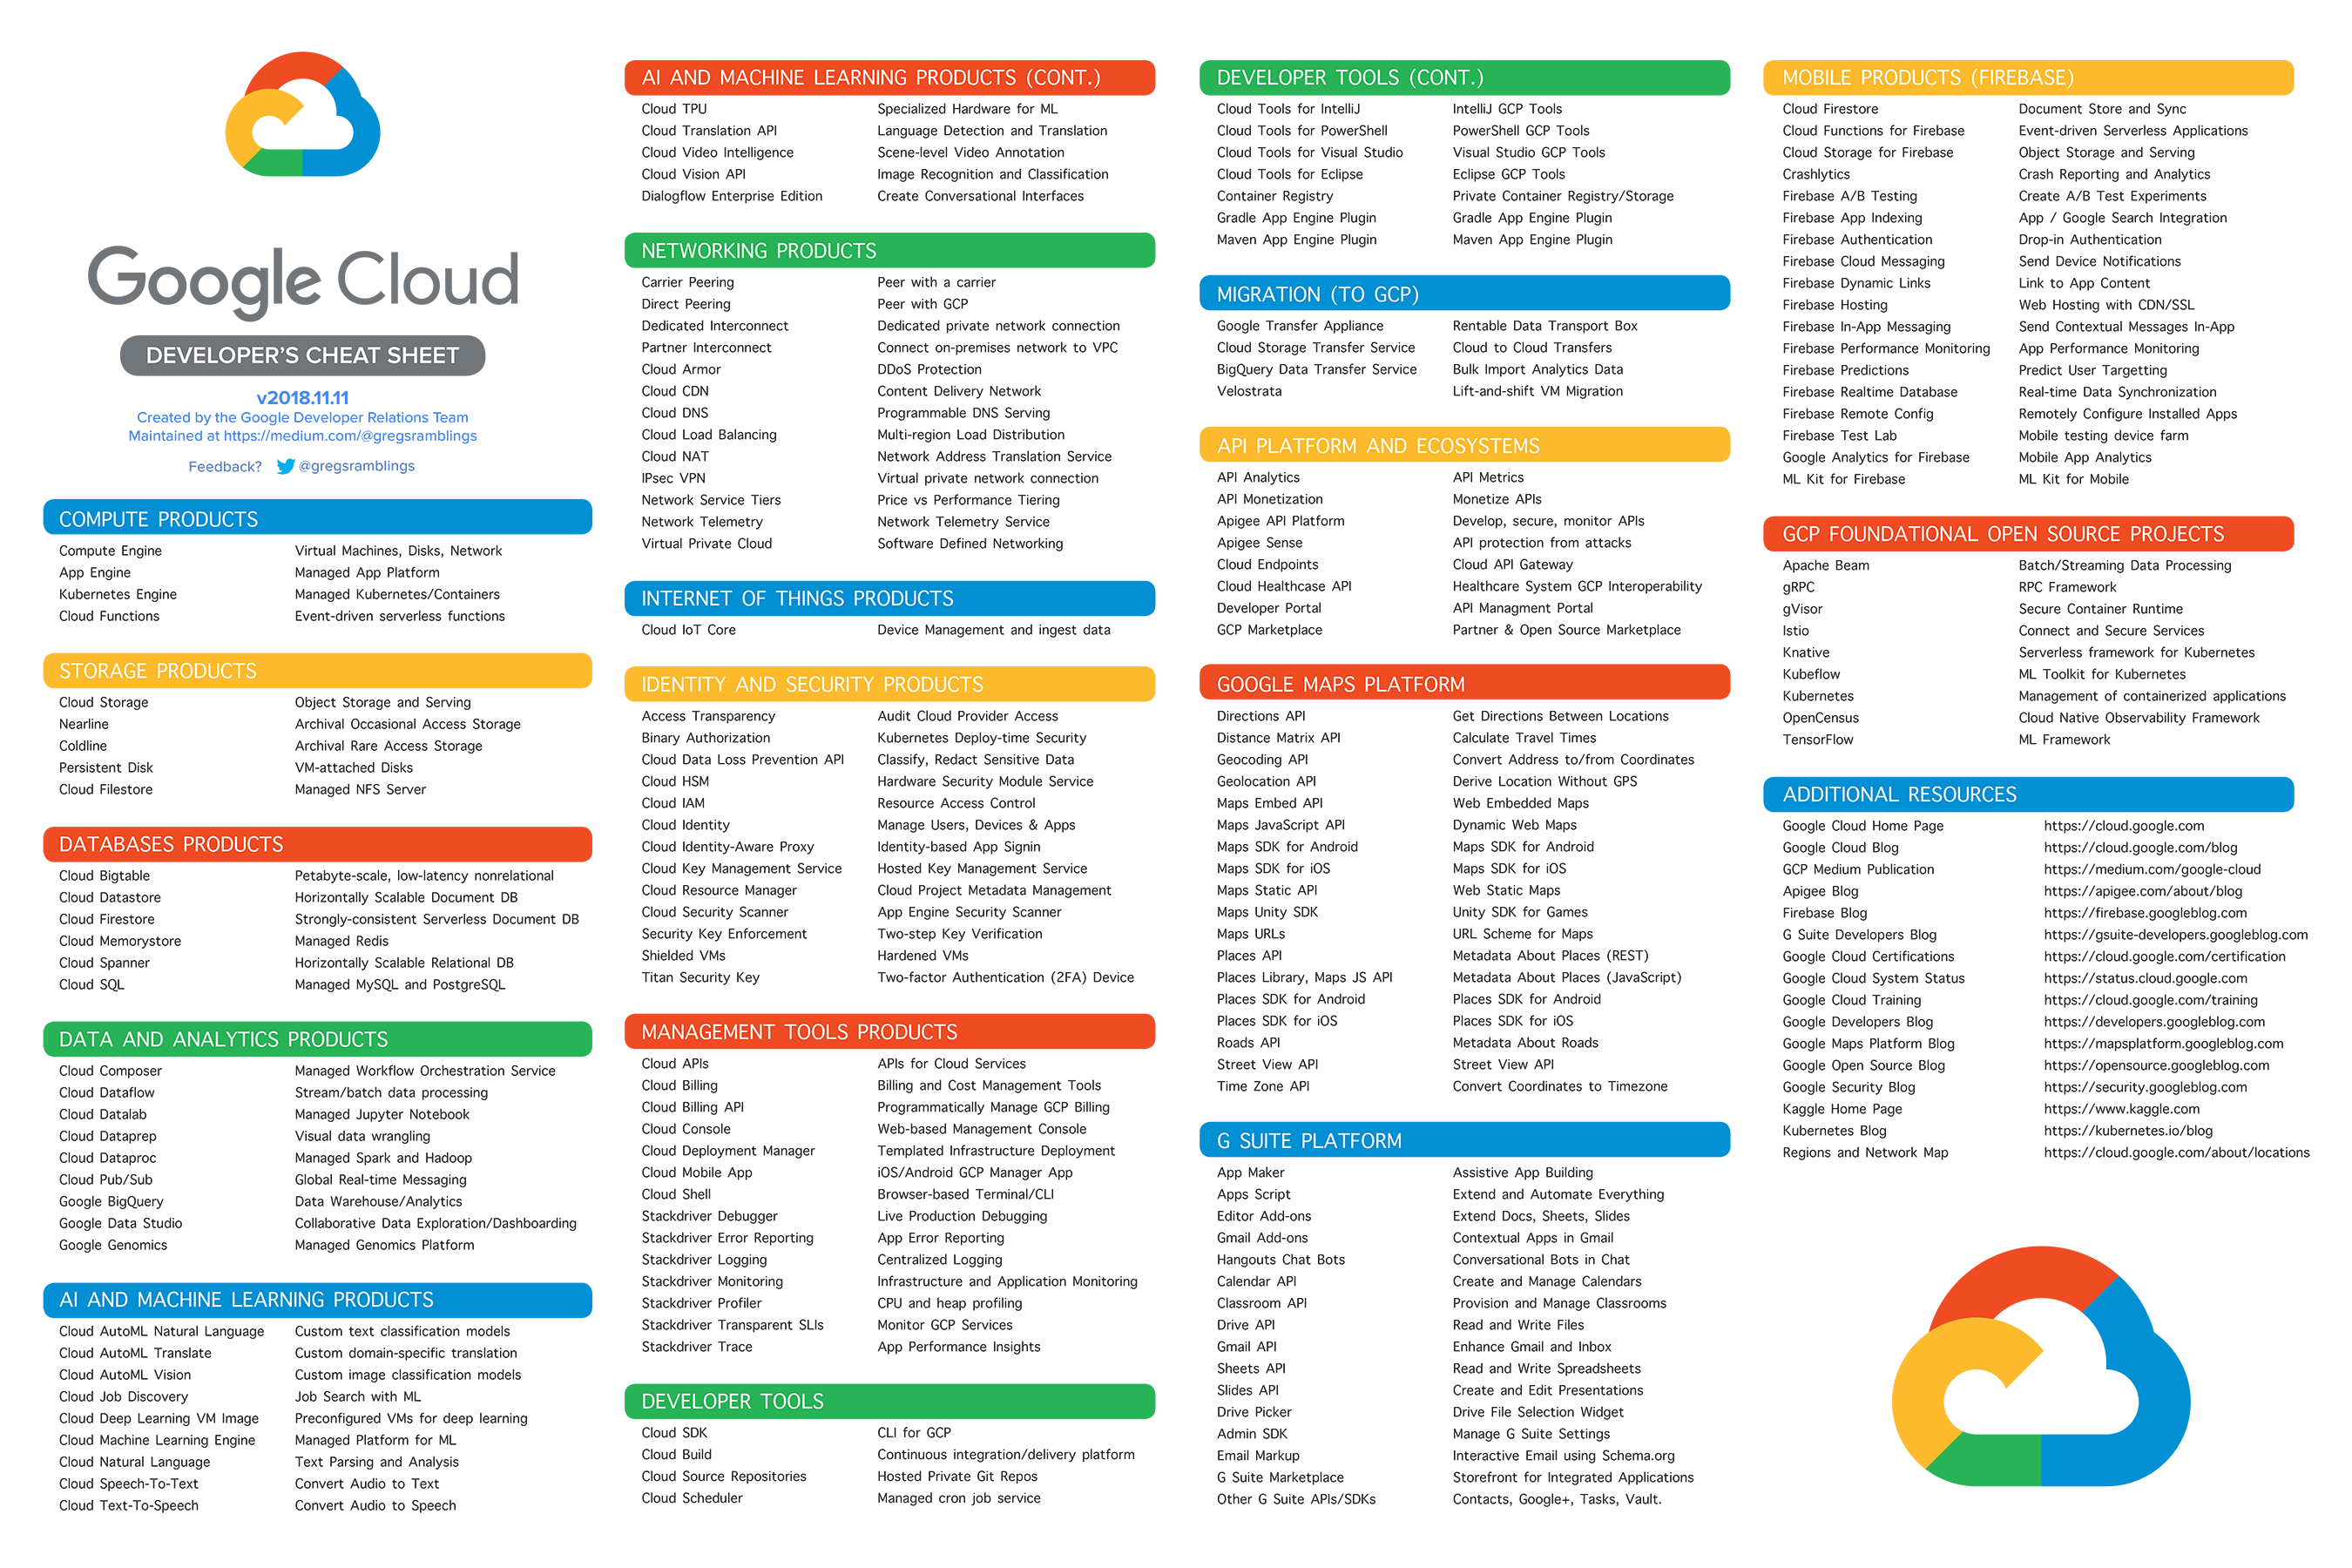 Google Cloud
DEVELOPER'S CHEAT SHEET
v2018.11.11
Created by the Google Developer Relations Team
Maintained at https://medium.com/@gregsramblings
Feedback? @gregsramblings
COMPUTE PRODUCTS
Compute Engine Virtual Machines, Disks, Network
App Engine Managed App Platform
Kubernetes Engine Managed Kubernetes/Containers
Cloud Functions Event-driven serverless functions
STORAGE PRODUCTS
Cloud Storage Object Storage and Serving
Nearline Archival Occasional Access Storage
Coldline Archival Rare Access Storage
Persistent Disk VM-attached Disks
Cloud Filestore Managed NFS Server
DATABASES PRODUCTS
Cloud Bigtable Petabyte-scale, low-latency nonrelational
Cloud Datastore Horizontally Scalable Document DB
Cloud Firestore Strongly-consistent Serverless Document DB
Cloud Memorystore Managed Redis
Cloud Spanner Horizontally Scalable Relational DB
Cloud SQL Managed MySQL and PostgreSQL
DATA AND ANALYTICS PRODUCTS
Cloud Composer Managed Workflow Orchestration Service
Cloud Dataflow Stream/batch data processing
Cloud Datalab Managed Jupyter Notebook
Cloud Dataprep Visual data wrangling
Cloud Dataproc Managed Spark and Hadoop
Cloud Pub/Sub Global Real-time Messaging
Google BigQuery Data Warehouse/Analytics
Google Data Studio Collaborative Data Exploration/Dashboarding
Google Genomics Managed Genomics Platform
AI AND MACHINE LEARNING PRODUCTS
Cloud AutoML Natural Language Custom text classification models
Cloud AutoML Translate Custom domain-specific translation
Cloud AutoML Vision Custom image classification models
Cloud Job Discovery Job Search with ML
Cloud Deep Learning VM Image Preconfigured VMs for deep learning
Cloud Machine Learning Engine Managed Platform for ML
Cloud Natural Language Text Parsing and Analysis
Cloud Speech-To-Text Convert Audio to Text
Cloud Text-To-Speech Convert Audio to Speech
AI AND MACHINE LEARNING PRODUCTS (CONT.)
Cloud TPU Specialized Hardware for ML
Cloud Translation API Language Detection and Translation
Cloud Video Intelligence Scene-level Video Annotation
Cloud Vision API Image Recognition and Classification
Dialogflow Enterprise Edition Create Conversational Interfaces
NETWORKING PRODUCTS
Carrier Peering Peer with a carrier
Direct Peering Peer with GCP
Dedicated Interconnect Dedicated private network connection
Partner Interconnect Connect on-premises network to VPC
Cloud Armor DDoS Protection
Cloud CDN Content Delivery Network
Cloud DNS Programmable DNS Serving
Cloud Load Balancing Multi-region Load Distribution
Cloud NAT Network Address Translation Service
IPsec VPN Virtual private network connection
Network Service Tiers Price vs Performance Tiering
Network Telemetry Network Telemetry Service
Virtual Private Cloud Software Defined Networking
INTERNET OF THINGS PRODUCTS
Cloud IoT Core Device Management and ingest data
IDENTITY AND SECURITY PRODUCTS
Access Transparency Audit Cloud Provider Access
Binary Authorization Kubernetes Deploy-time Security
Cloud Data Loss Prevention API Classify, Redact Sensitive Data
Cloud HSM Hardware Security Module Service
Cloud IAM Resource Access Control
Cloud Identity Manage Users, Devices & Apps
Cloud Identity-Aware Proxy Identity-based App Signin
Cloud Key Management Service Hosted Key Management Service
Cloud Resource Manager Cloud Project Metadata Management
Cloud Security Scanner App Engine Security Scanner
Security Key Enforcement Two-step Key Verification
Shielded VMs Hardened VMs
Titan Security Key Two-factor Authentication (2FA) Device
MANAGEMENT TOOLS PRODUCTS
Cloud APIs APIs for Cloud Services
Cloud Billing Billing and Cost Management Tools
Cloud Billing API Programmatically Manage GCP Billing
Cloud Console Web-based Management Console
Cloud Deployment Manager Templated Infrastructure Deployment
Cloud Mobile App iOS/Android GCP Manager App
Cloud Shell Browser-based Terminal/CLI
Stackdriver Debugger Live Production Debugging
Stackdriver Error Reporting App Error Reporting
Stackdriver Logging Centralized Logging
Stackdriver Monitoring Infrastructure and Application Monitoring
Stackdriver Profiler CPU and heap profiling
Stackdriver Transparent SLIs Monitor GCP Services
Stackdriver Trace App Performance Insights
DEVELOPER TOOLS
Cloud SDK CLI for GCP
Cloud Build Continuous integration/delivery platform
Cloud Source Repositories Hosted Private Git Repos
Cloud Scheduler Managed cron job service
DEVELOPER TOOLS (CONT.)
Cloud Tools for IntelliJ IntelliJ GCP Tools
Cloud Tools for PowerShell PowerShell GCP Tools
Cloud Tools for Visual Studio Visual Studio GCP Tools
Cloud Tools for Eclipse Eclipse GCP Tools
Container Registry Private Container Registry/Storage
Gradle App Engine Plugin Gradle App Engine Plugin
Maven App Engine Plugin Maven App Engine Plugin
MIGRATION (TO GCP)
Google Transfer Appliance Rentable Data Transport Box
Cloud Storage Transfer Service Cloud to Cloud Transfers
BigQuery Data Transfer Service Bulk Import Analytics Data
Velostrata Lift-and-shift VM Migration
API PLATFORM AND ECOSYSTEMS
API Analytics API Metrics
API Monetization Monetize APIs
Apigee API Platform Develop, secure, monitor APIs
Apigee Sense API protection from attacks
Cloud Endpoints Cloud API Gateway
Cloud Healthcase API Healthcare System GCP Interoperability
Developer Portal API Managment Portal
GCP Marketplace Partner & Open Source Marketplace
GOOGLE MAPS PLATFORM
Directions API Get Directions Between Locations
Distance Matrix API Calculate Travel Times
Geocoding API Convert Address to/from Coordinates
Geolocation API Derive Location Without GPS
Maps Embed API Web Embedded Maps
Maps JavaScript API Dynamic Web Maps
Maps SDK for Android Maps SDK for Android
Maps SDK for iOS Maps SDK for iOS
Maps Static API Web Static Maps
Maps Unity SDK Unity SDK for Games
Maps URLs URL Scheme for Maps
Places API Metadata About Places (REST)
Places Library, Maps JS API Metadata About Places (JavaScript)
Places SDK for Android Places SDK for Android
Places SDK for iOS Places SDK for iOS
Roads API Metadata About Roads
Street View API Street View API
Time Zone API Convert Coordinates to Timezone
G SUITE PLATFORM
App Maker Assistive App Building
Apps Script Extend and Automate Everything
Editor Add-ons Extend Docs, Sheets, Slides
Gmail Add-ons Contextual Apps in Gmail
Hangouts Chat Bots Conversational Bots in Chat
Calendar API Create and Manage Calendars
Classroom API Provision and Manage Classrooms
Drive API Read and Write Files
Gmail API Enhance Gmail and Inbox
Sheets API Read and Write Spreadsheets
Slides API Create and Edit Presentations
Drive Picker Drive File Selection Widget
Admin SDK Manage G Suite Settings
Email Markup Interactive Email using Schema.org
G Suite Marketplace Storefront for Integrated Applications
Other G Suite APIs/SDKs Contacts, Google+, Tasks, Vault.
MOBILE PRODUCTS (FIREBASE)
Cloud Firestore Document Store and Sync
Cloud Functions for Firebase Event-driven Serverless Applications
Cloud Storage for Firebase Object Storage and Serving
Crashlytics Crash Reporting and Analytics
Firebase A/B Testing Create A/B Test Experiments
Firebase App Indexing App / Google Search Integration
Firebase Authentication Drop-in Authentication
Firebase Cloud Messaging Send Device Notifications
Firebase Dynamic Links Link to App Content
Firebase Hosting Web Hosting with CDN/SSL
Firebase In-App Messaging Send Contextual Messages In-App
Firebase Performance Monitoring App Performance Monitoring
Firebase Predictions Predict User Targetting
Firebase Realtime Database Real-time Data Synchronization
Firebase Remote Config Remotely Configure Installed Apps
Firebase Test Lab Mobile testing device farm
Google Analytics for Firebase Mobile App Analytics
ML Kit for Firebase ML Kit for Mobile
GCP FOUNDATIONAL OPEN SOURCE PROJECTS
Apache Beam Batch/Streaming Data Processing
gRPC RPC Framework
gVisor Secure Container Runtime
Istio Connect and Secure Services
Knative Serverless framework for Kubernetes
Kubeflow ML Toolkit for Kubernetes
Kubernetes Management of containerized applications
OpenCensus Cloud Native Observability Framework
TensorFlow ML Framework
ADDITIONAL RESOURCES
Google Cloud Home Page https://cloud.google.com
Google Cloud Blog https://cloud.google.com/blog
GCP Medium Publication https://medium.com/google-cloud
Apigee Blog https://apigee.com/about/blog
Firebase Blog https://firebase.googleblog.com
G Suite Developers Blog https://gsuite-developers.googleblog.com
Google Cloud Certifications https://cloud.google.com/certification
Google Cloud System Status https://status.cloud.google.com
Google Cloud Training https://cloud.google.com/training
Google Developers Blog https://developers.googleblog.com
Google Maps Platform Blog https://mapsplatform.googleblog.com
Google Open Source Blog https://opensource.googleblog.com
Google Security Blog https://security.googleblog.com
Kaggle Home Page https://www.kaggle.com
Kubernetes Blog https://kubernetes.io/blog
Regions and Network Map https://cloud.google.com/about/locations